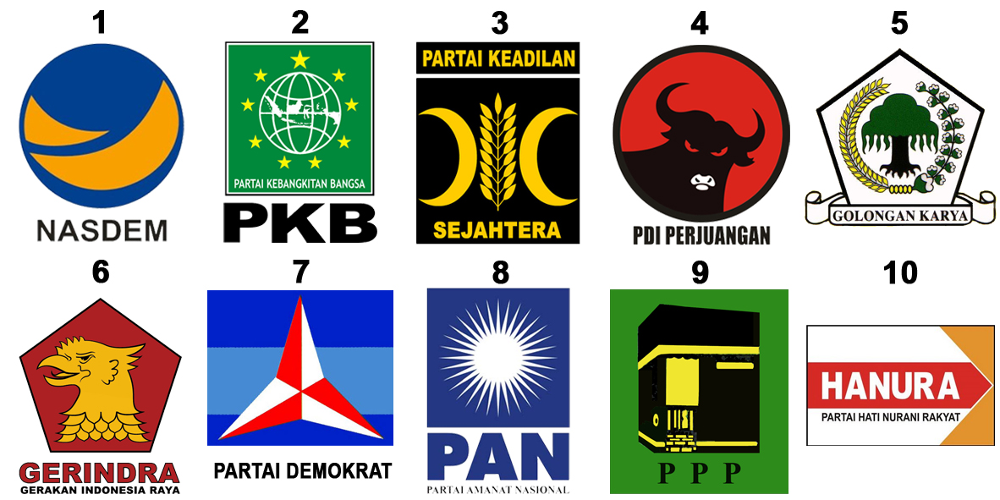 1
2
3
4
5
NASDEM
PARTAI KEBANGKITAN BANGSA
PKB
PARTAI KEADILAN
SEJAHTERA
PDI PERJUANGAN
GOLONGAN KARYA
6
7
8
9
10
GERINDRA
GERAKAN INDONESIA RAYA
PARTAI DEMOKRAT
PAN
PARTAI AMANAT NASIONAL
P P P
HANURA
PARTAI HATI NURANI RAKYAT